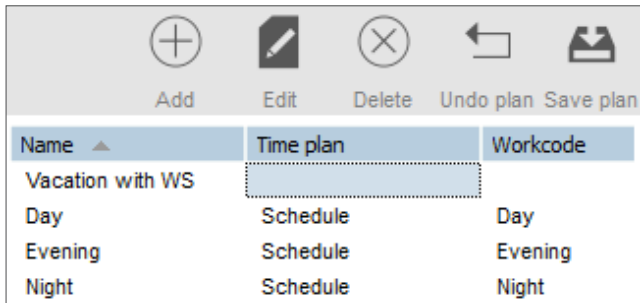 Add Edit Delete Undo plan Save plan
Name Time plan Workcode
Vacation with WS
Day Schedule Day
Evening Schedule Evening
Night Schedule Night